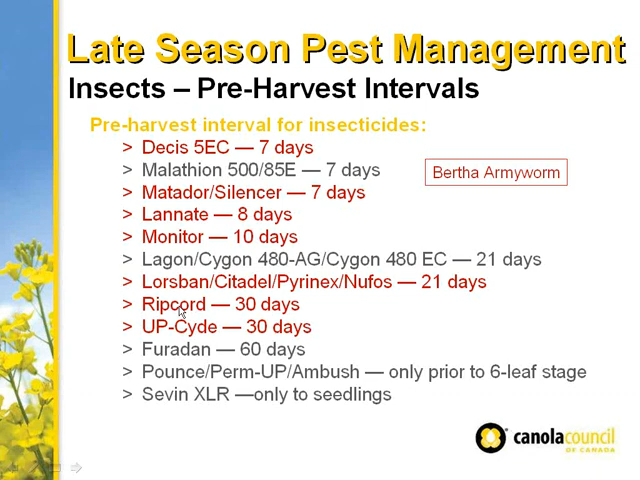 Late Season Pest Management
Insects – Pre-Harvest Intervals
Pre-harvest interval for insecticides:
> Decis 5EC — 7 days
> Malathion 500/85E — 7 days
Bertha Armyworm
> Matador/Silencer — 7 days
> Lannate — 8 days
> Monitor — 10 days
> Lagon/Cygon 480-AG/Cygon 480 EC — 21 days
> Lorsban/Citadel/Pyrinex/Nufos — 21 days
> Ripcord — 30 days
> UP-Cyde — 30 days
> Furadan — 60 days
> Pounce/Perm-UP/Ambush — only prior to 6-leaf stage
> Sevin XLR —only to seedlings
canolacouncil
OF CANADA